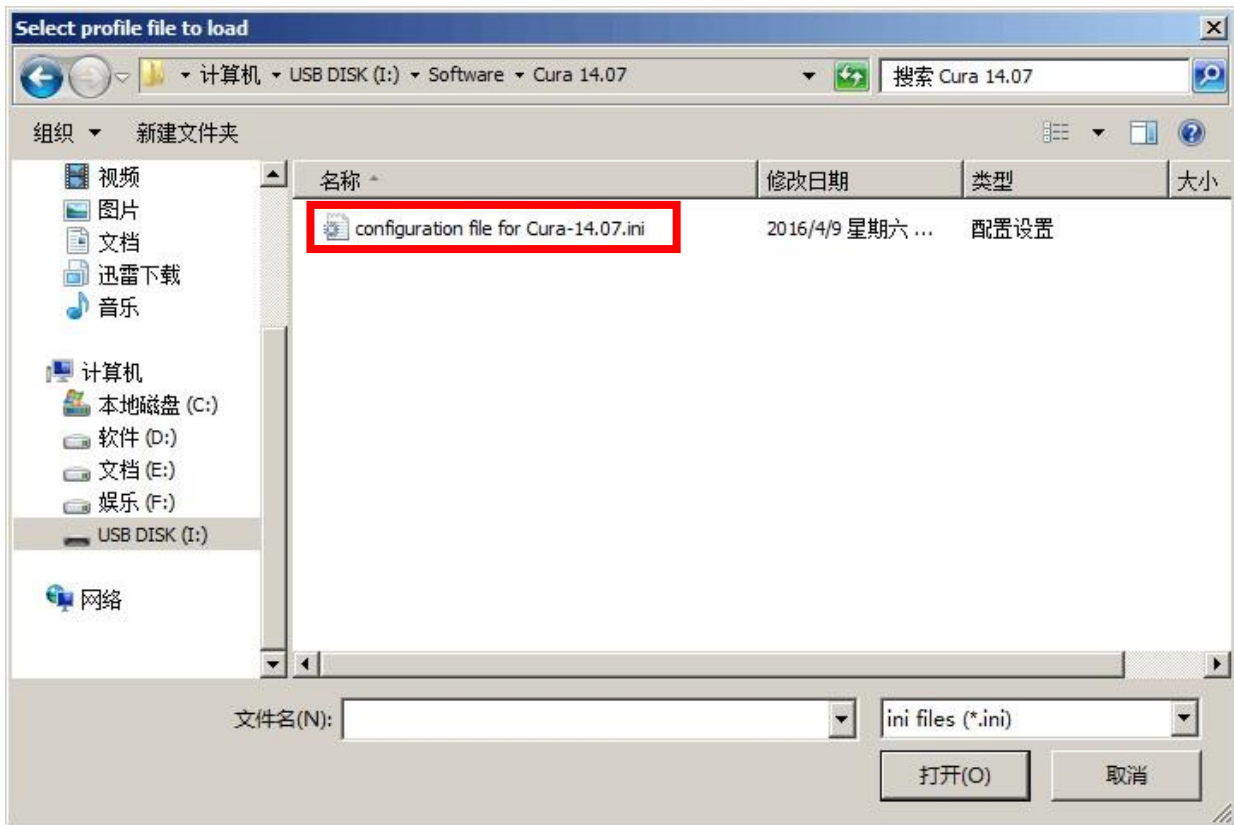 Select profile file to load
计算机 USB DISK (I:) Software Cura 14.07
搜索 Cura 14.07
组织 新建文件夹
视频
图片
文档
迅雷下载
音乐
计算机
本地磁盘 (C:)
软件 (D:)
文档 (E:)
娱乐 (F:)
USB DISK (I:)
网络
名称 修改日期 类型 大小
configuration file for Cura-14.07.ini 2016/4/9 星期六 ... 配置设置
文件名(N): ini files (*.ini)
打开(O) 取消